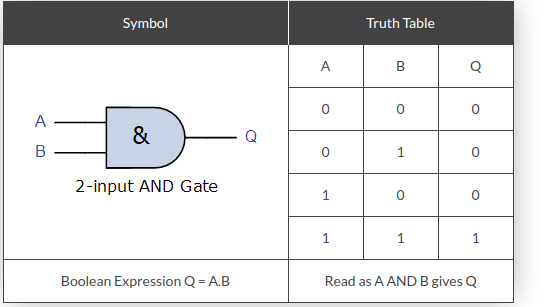 Symbol Truth Table
A B Q
0 0 0
A
& Q
B
0 1 0
2-input AND Gate
1 0 0
1 1 1
Boolean Expression Q = A.B Read as A AND B gives Q